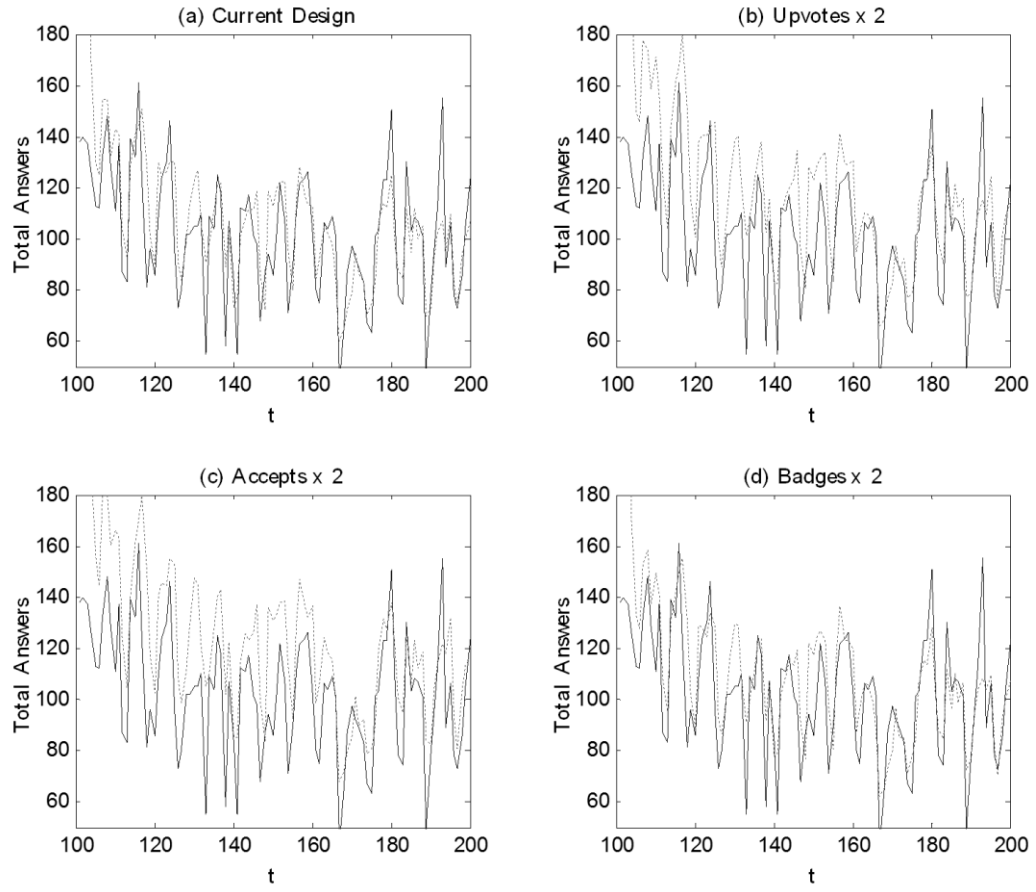 (a) Current Design
180
160
140
120
100
80
60
100 120 140 160 180 200
Total Answers
t
(b) Upvotes x 2
180
160
140
120
100
80
60
100 120 140 160 180 200
Total Answers
t
(c) Accepts x 2
180
160
140
120
100
80
60
100 120 140 160 180 200
Total Answers
t
(d) Badges x 2
180
160
140
120
100
80
60
100 120 140 160 180 200
Total Answers
t